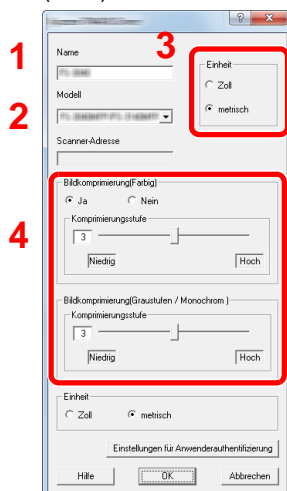 1
Name
3
Einheit
Zoll
metrisch
Modell
2
Scanner-Adresse
4
Bildkomprimierung(Farbig)
Ja Nein
Komprimierungsstufe
3
Niedrig Hoch
Bildkomprimierung(Graustufen / Monochrom )
Komprimierungsstufe
3
Niedrig Hoch
Einheit
Zoll metrisch
Einstellungen für Anwenderauthentifizierung
Hilfe OK Abbrechen